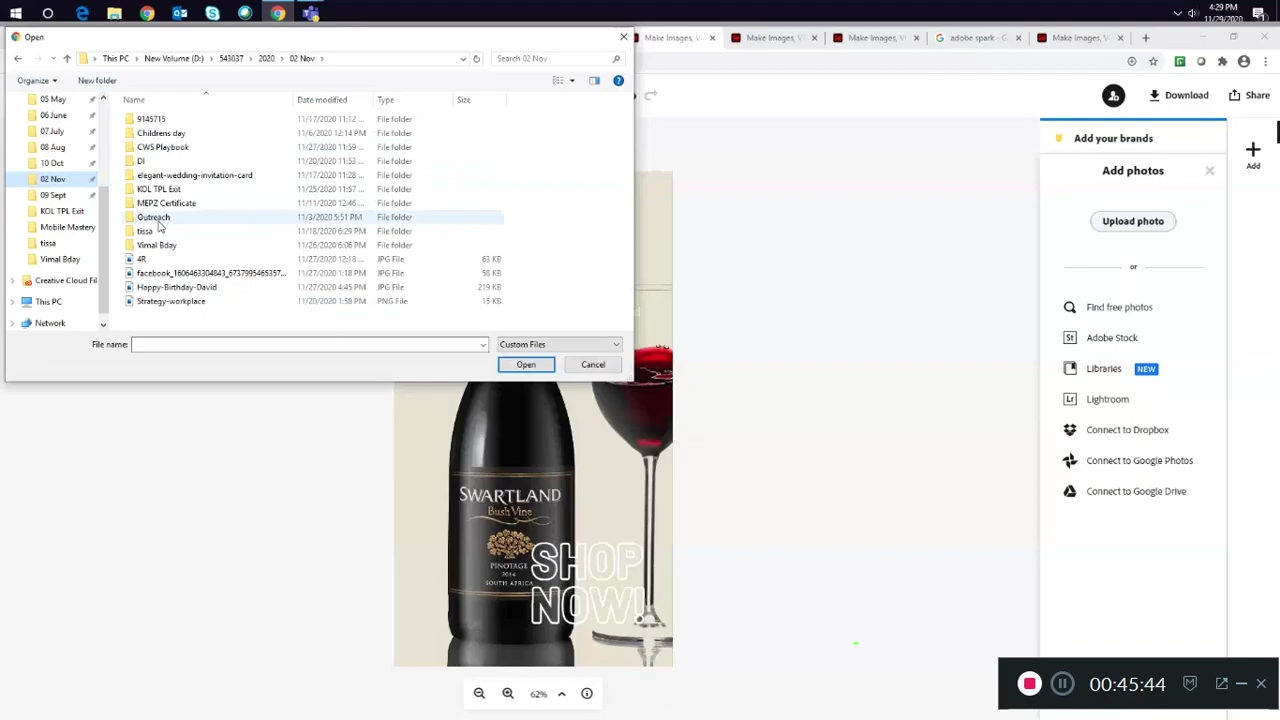 4:29 PM
11/29/2020
Open
Make Images, V
Make Images, V
Make Images, V
adobe spark - G
Make Images, V
This PC > New Volume (D:) > 543037 > 2020 > 02 Nov >
Search 02 Nov
Organize
New folder
Download
Share
Name
Date modified
Type
Size
05 May
06 June
07 July
08 Aug
10 Oct
02 Nov
09 Sept
KOL TPL Exit
Mobile Mastery
tissa
Vimal Bday
Creative Cloud Fil
This PC
Network
9145715 11/17/2020 11:12 ... File folder
Childrens day 11/6/2020 12:14 PM File folder
CWS Playbook 11/27/2020 11:59 ... File folder
DI 11/20/2020 11:53 ... File folder
elegant-wedding-invitation-card 11/17/2020 11:28 ... File folder
KOL TPL Exit 11/25/2020 11:57 ... File folder
MEPZ Certificate 11/11/2020 12:46 ... File folder
Outreach 11/3/2020 5:51 PM File folder
tissa 11/18/2020 6:29 PM File folder
Vimal Bday 11/26/2020 6:06 PM File folder
4R 11/27/2020 12:18 ... JPG File 63 KB
facebook_1606463304843_6737995465357... 11/27/2020 1:18 PM JPG File 58 KB
Happy-Birthday-David 11/27/2020 4:45 PM JPG File 219 KB
Strategy-workplace 11/20/2020 1:58 PM PNG File 15 KB
File name:
Custom Files
Open
Cancel
Add your brands
Add photos
Add
Upload photo
or
Find free photos
St Adobe Stock
Libraries NEW
Lr Lightroom
Connect to Dropbox
Connect to Google Photos
Connect to Google Drive
SWARTLAND
Bush Vine
PINOTAGE
2014
SOUTH AFRICA
SHOP
NOW!
62%
00:45:44